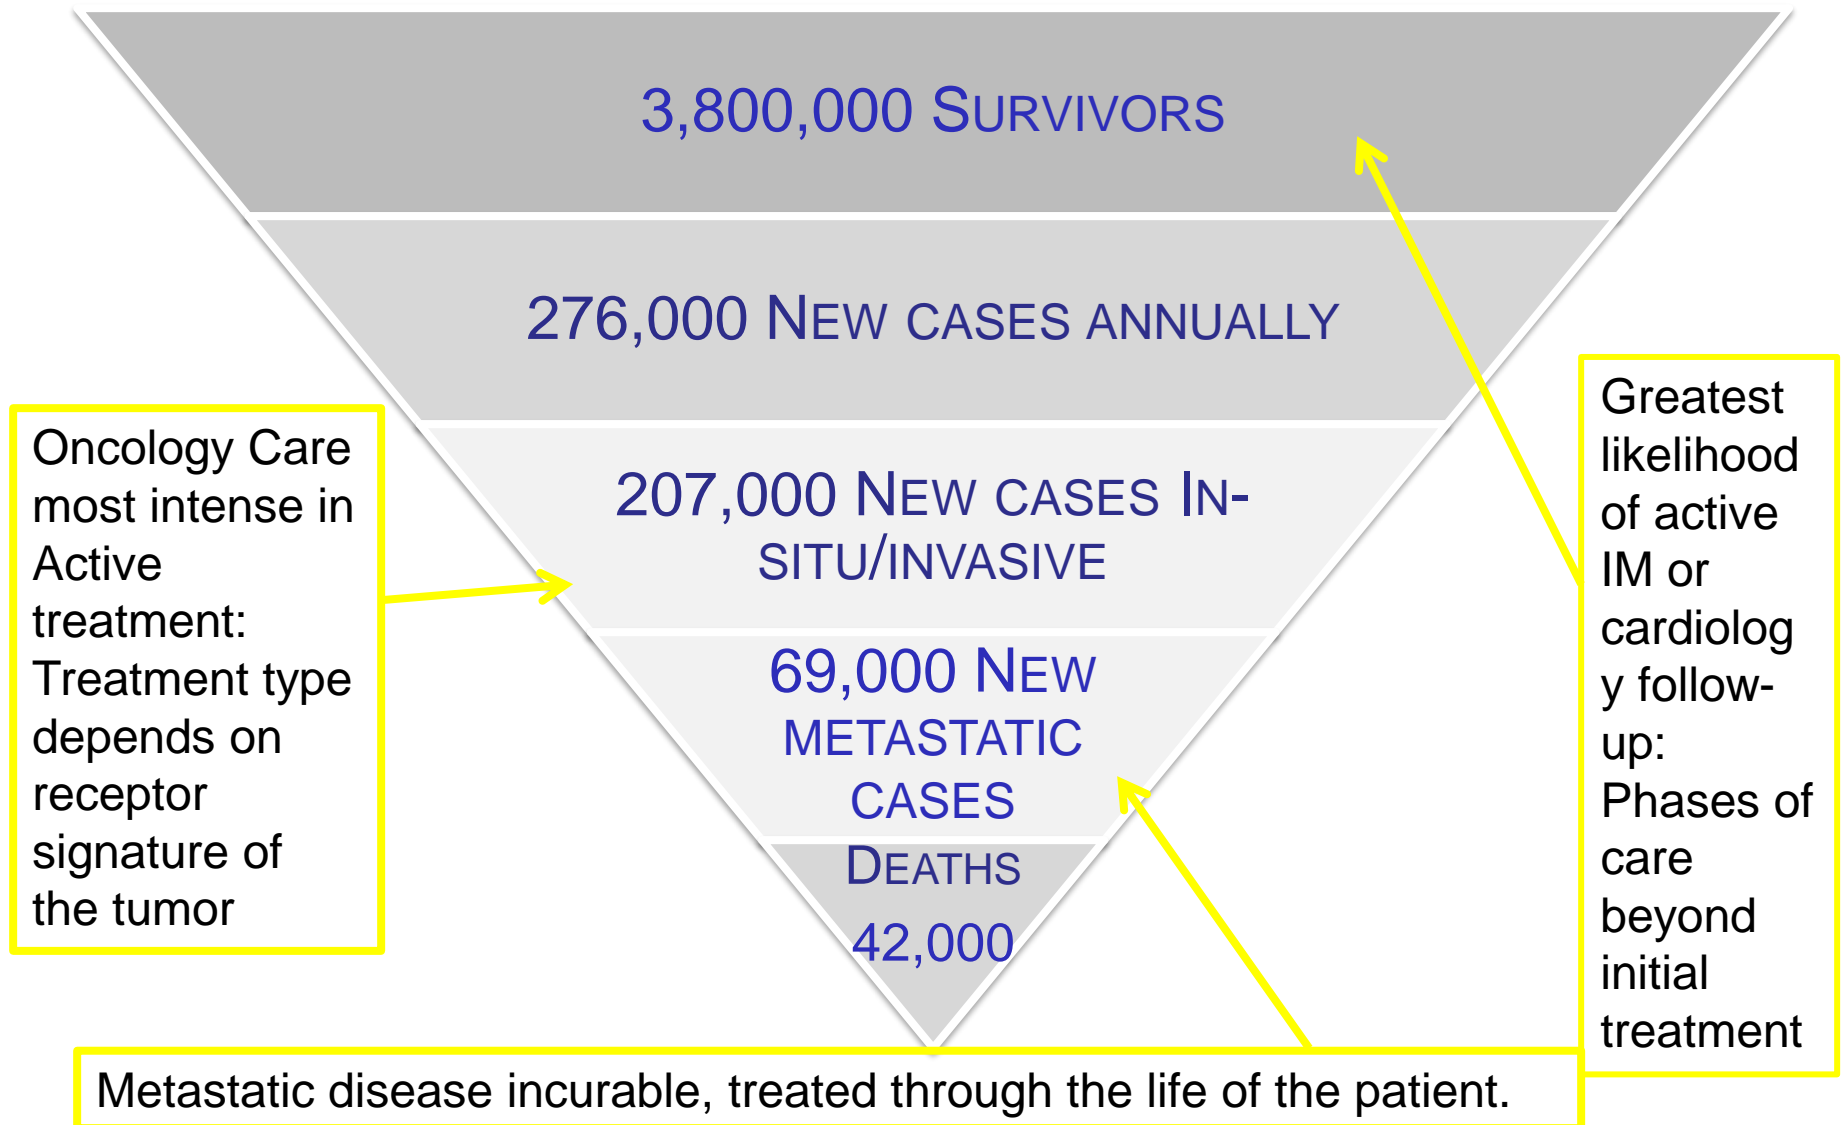 3,800,000 SURVIVORS
276,000 NEW CASES ANNUALLY
207,000 NEW CASES IN-
SITU/INVASIVE
69,000 NEW
METASTATIC
CASES
DEATHS
42,000
Oncology Care
most intense in
Active
treatment:
Treatment type
depends on
receptor
signature of
the tumor
Greatest
likelihood
of active
IM or
cardiolog
y follow-
up:
Phases of
care
beyond
initial
treatment
Metastatic disease incurable, treated through the life of the patient.